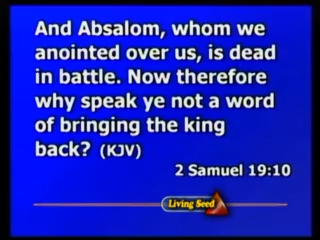 And Absalom, whom we
anointed over us, is dead
in battle. Now therefore
why speak ye not a word
of bringing the king
back? (KJV)
2 Samuel 19:10
Living Seed